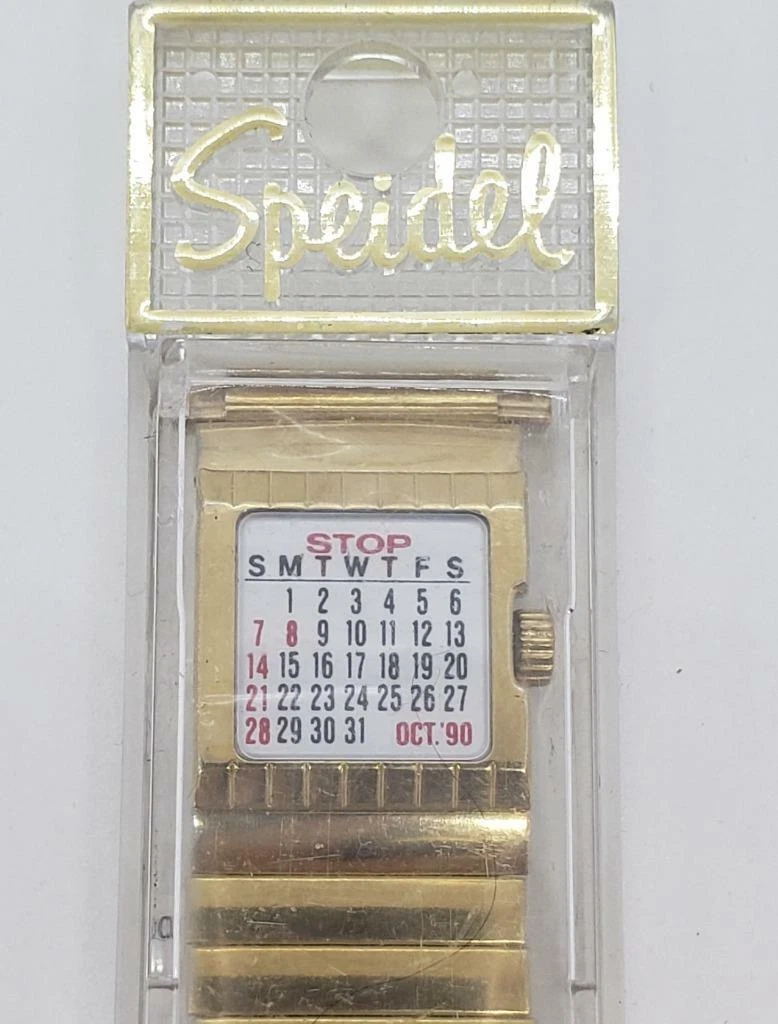 Speidel
STOP
S M T W T F S
1 2 3 4 5 6
7 8 9 10 11 12 13
14 15 16 17 18 19 20
21 22 23 24 25 26 27
28 29 30 31 OCT.'90